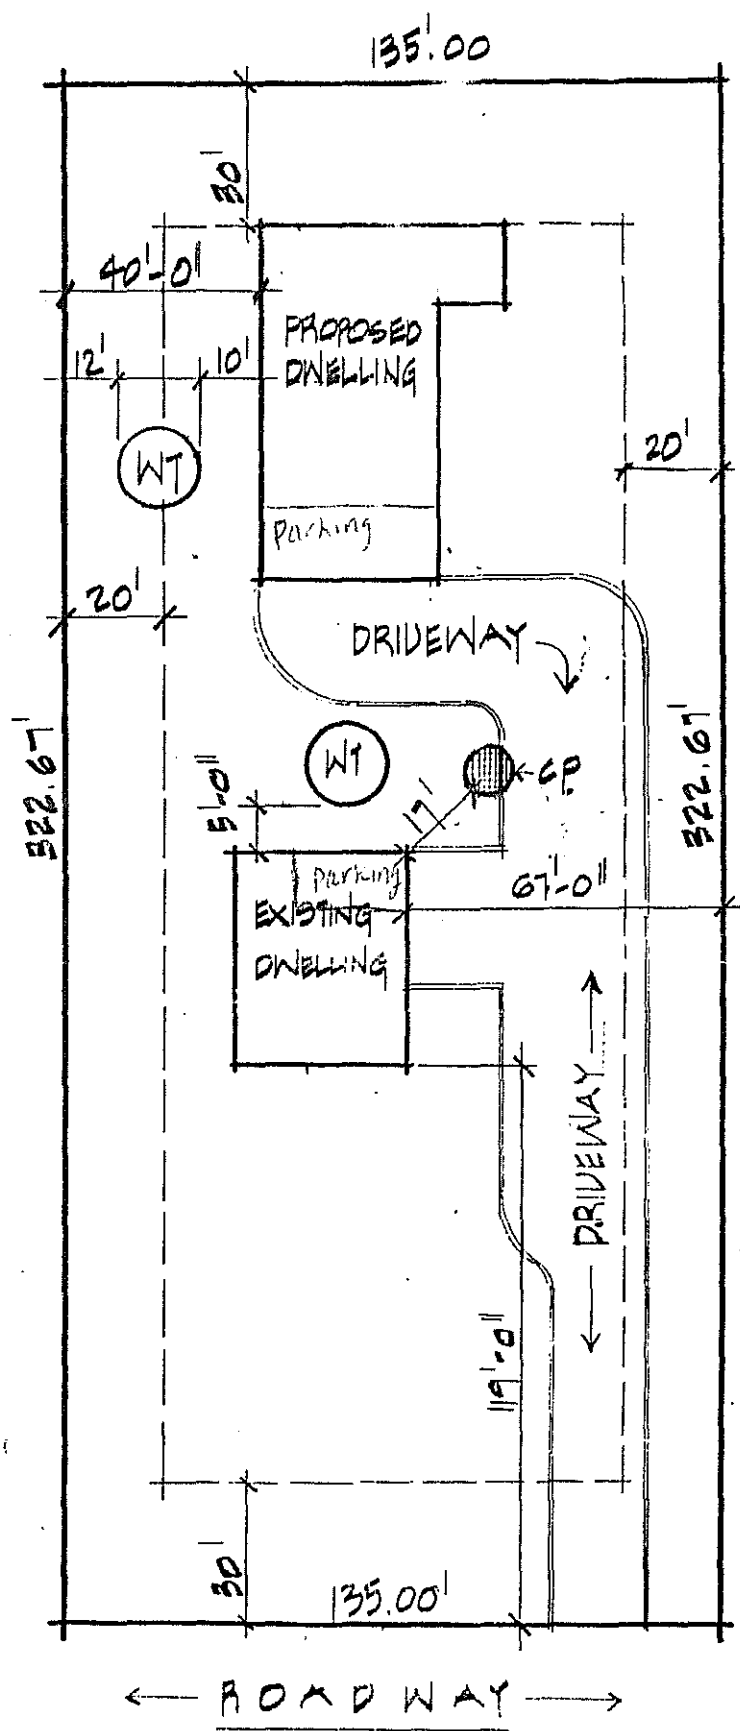 135'.00
30'
40'-0"
PROPOSED
DWELLING
12'
10'
WT
20'
Parking
20'
DRIVEWAY
322.67'
322.67'
WT
CP
5'-0"
17'
parking
67'-0"
EXISTING
DWELLING
DRIVEWAY
119'-0"
30'
135.00'
ROADWAY